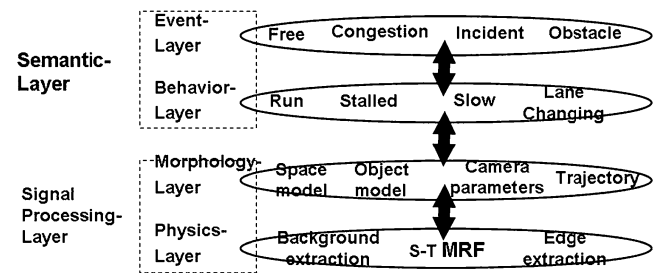 Semantic-
Layer
Event-
Layer
Free Congestion Incident Obstacle
Behavior-
Layer
Run Stalled Slow Lane
Changing
Signal
Processing-
Layer
Morphology-
Layer
Space
model
Object
model
Camera
parameters
Trajectory
Physics-
Layer
Background
extraction
S-T MRF
Edge
extraction